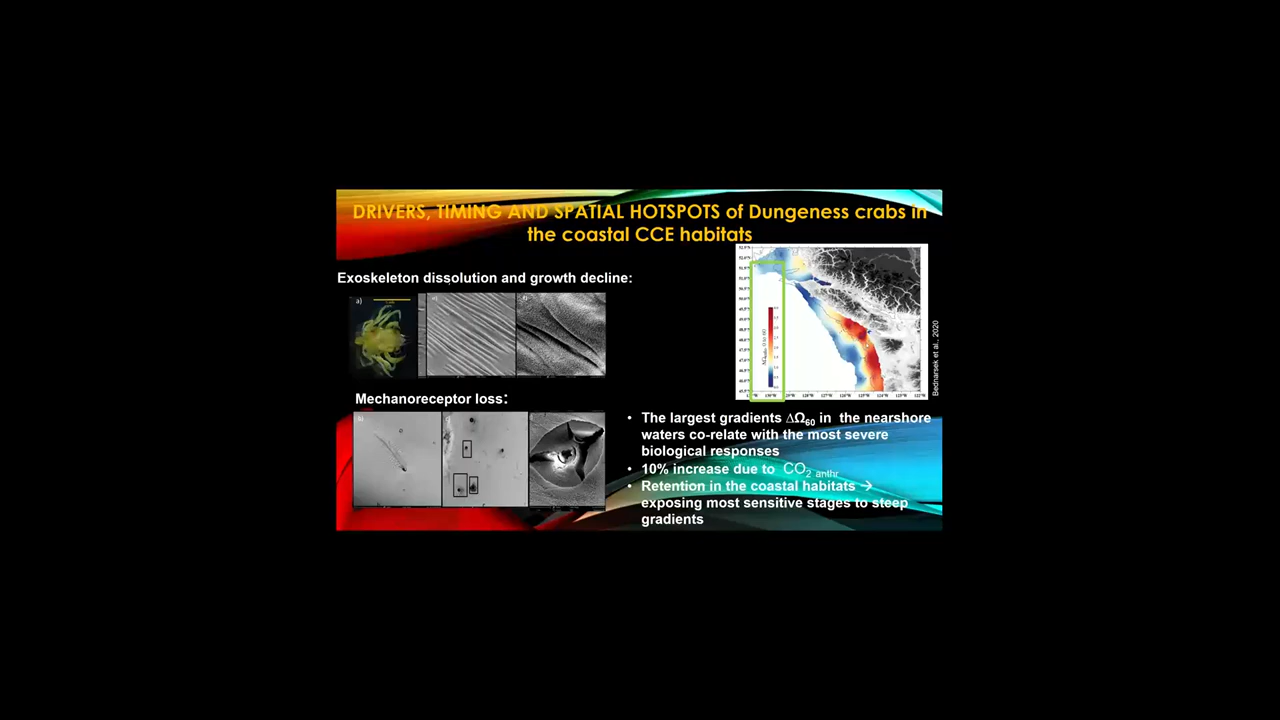 DRIVERS, TIMING AND SPATIAL HOTSPOTS of Dungeness crabs in
the coastal CCE habitats
Exoskeleton dissolution and growth decline:
a)
Mechanoreceptor loss:
Bednarsek et al., 2020
• The largest gradients ΔΩ60 in the nearshore
waters co-relate with the most severe
biological responses
• 10% increase due to CO2 anthr
• Retention in the coastal habitats →
exposing most sensitive stages to steep
gradients